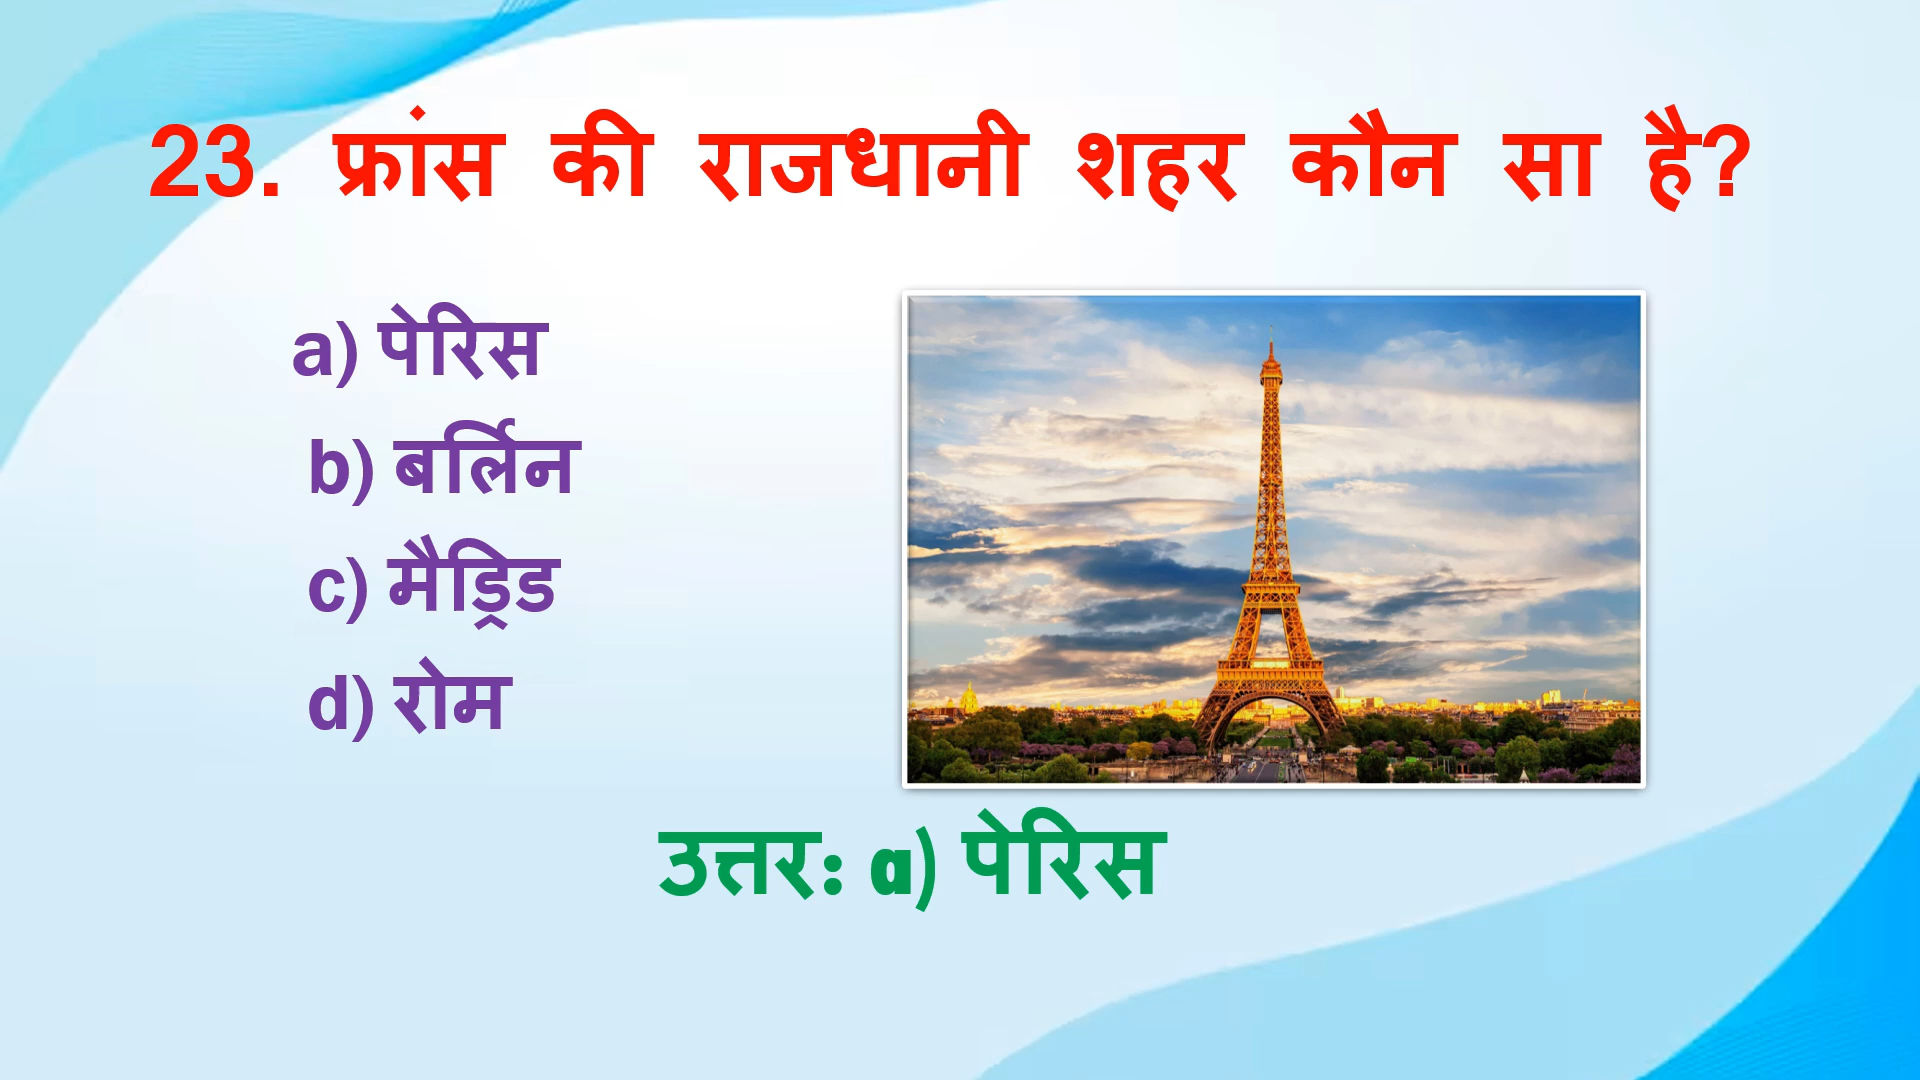 23. फ्रांस की राजधानी शहर कौन सा है?
a) पेरिस
b) बर्लिन
c) मैड्रिड
d) रोम
उत्तर: a) पेरिस